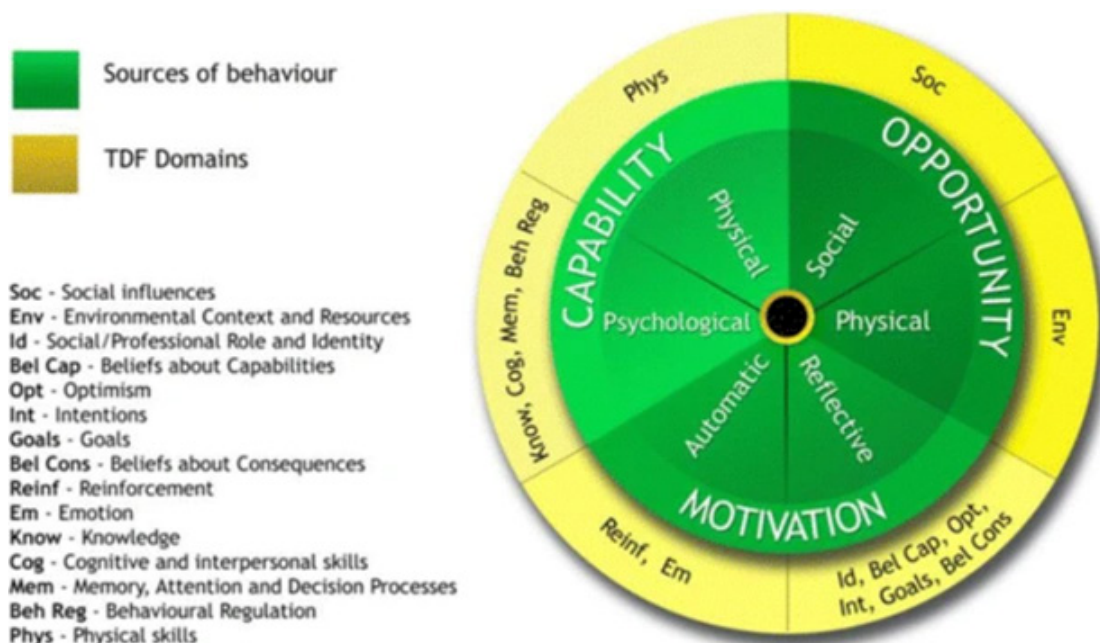 Sources of behaviour
TDF Domains
Soc - Social influences
Env - Environmental Context and Resources
Id - Social/Professional Role and Identity
Bel Cap - Beliefs about Capabilities
Opt - Optimism
Int - Intentions
Goals - Goals
Bel Cons - Beliefs about Consequences
Reinf - Reinforcement
Em - Emotion
Know - Knowledge
Cog - Cognitive and interpersonal skills
Mem - Memory, Attention and Decision Processes
Beh Reg - Behavioural Regulation
Phys - Physical skills
Phys
Soc
Env
Id, Bel Cap, Opt,
Int, Goals, Bel Cons
Reinf, Em
Know, Cog, Mem, Beh Reg
CAPABILITY
OPPORTUNITY
MOTIVATION
Physical
Social
Physical
Reflective
Automatic
Psychological